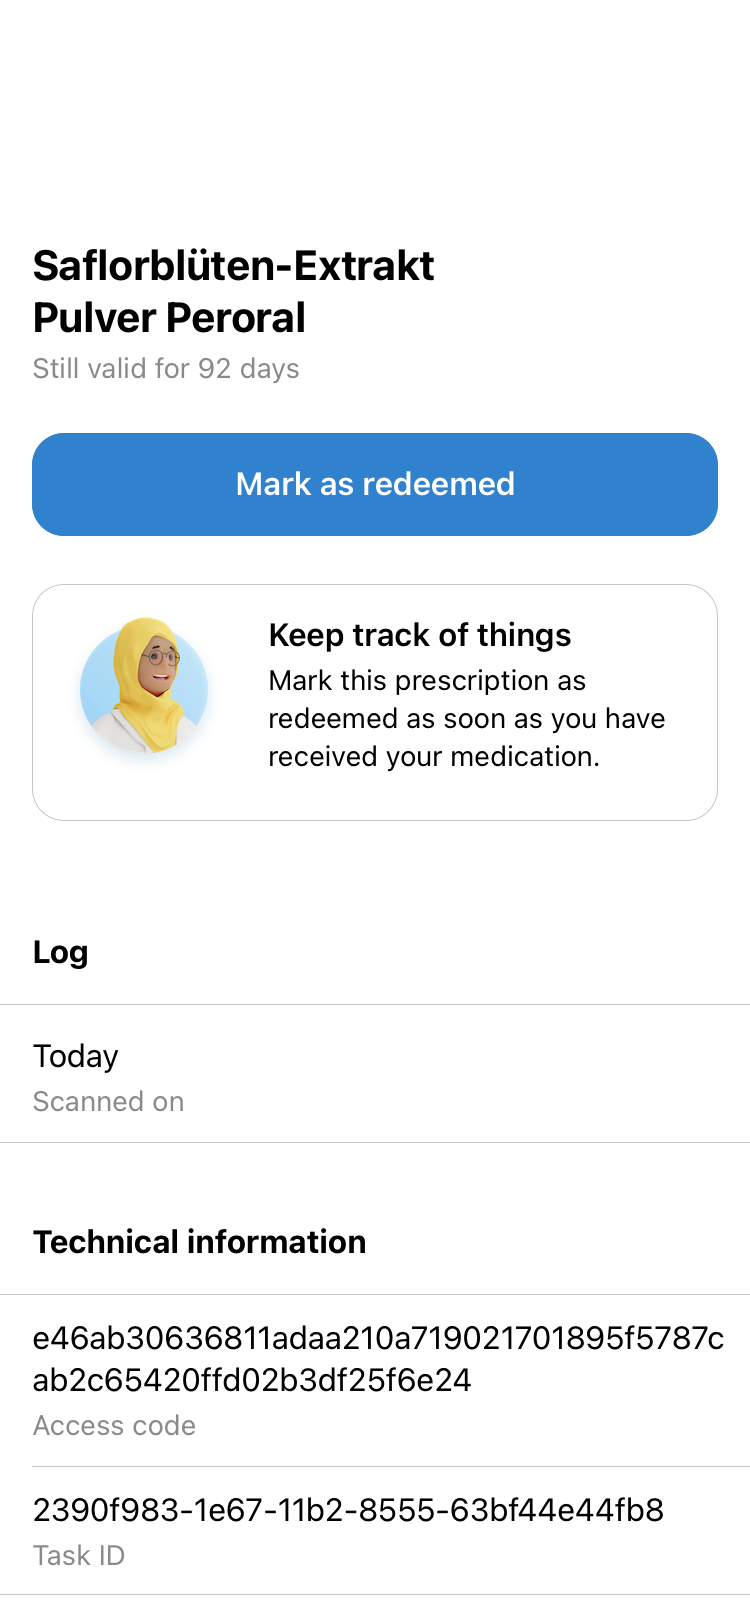 Saflorblüten-Extrakt
Pulver Peroral
Still valid for 92 days
Mark as redeemed
Keep track of things
Mark this prescription as
redeemed as soon as you have
received your medication.
Log
Today
Scanned on
Technical information
e46ab30636811adaa210a719021701895f5787c
ab2c65420ffd02b3df25f6e24
Access code
2390f983-1e67-11b2-8555-63bf44e44fb8
Task ID